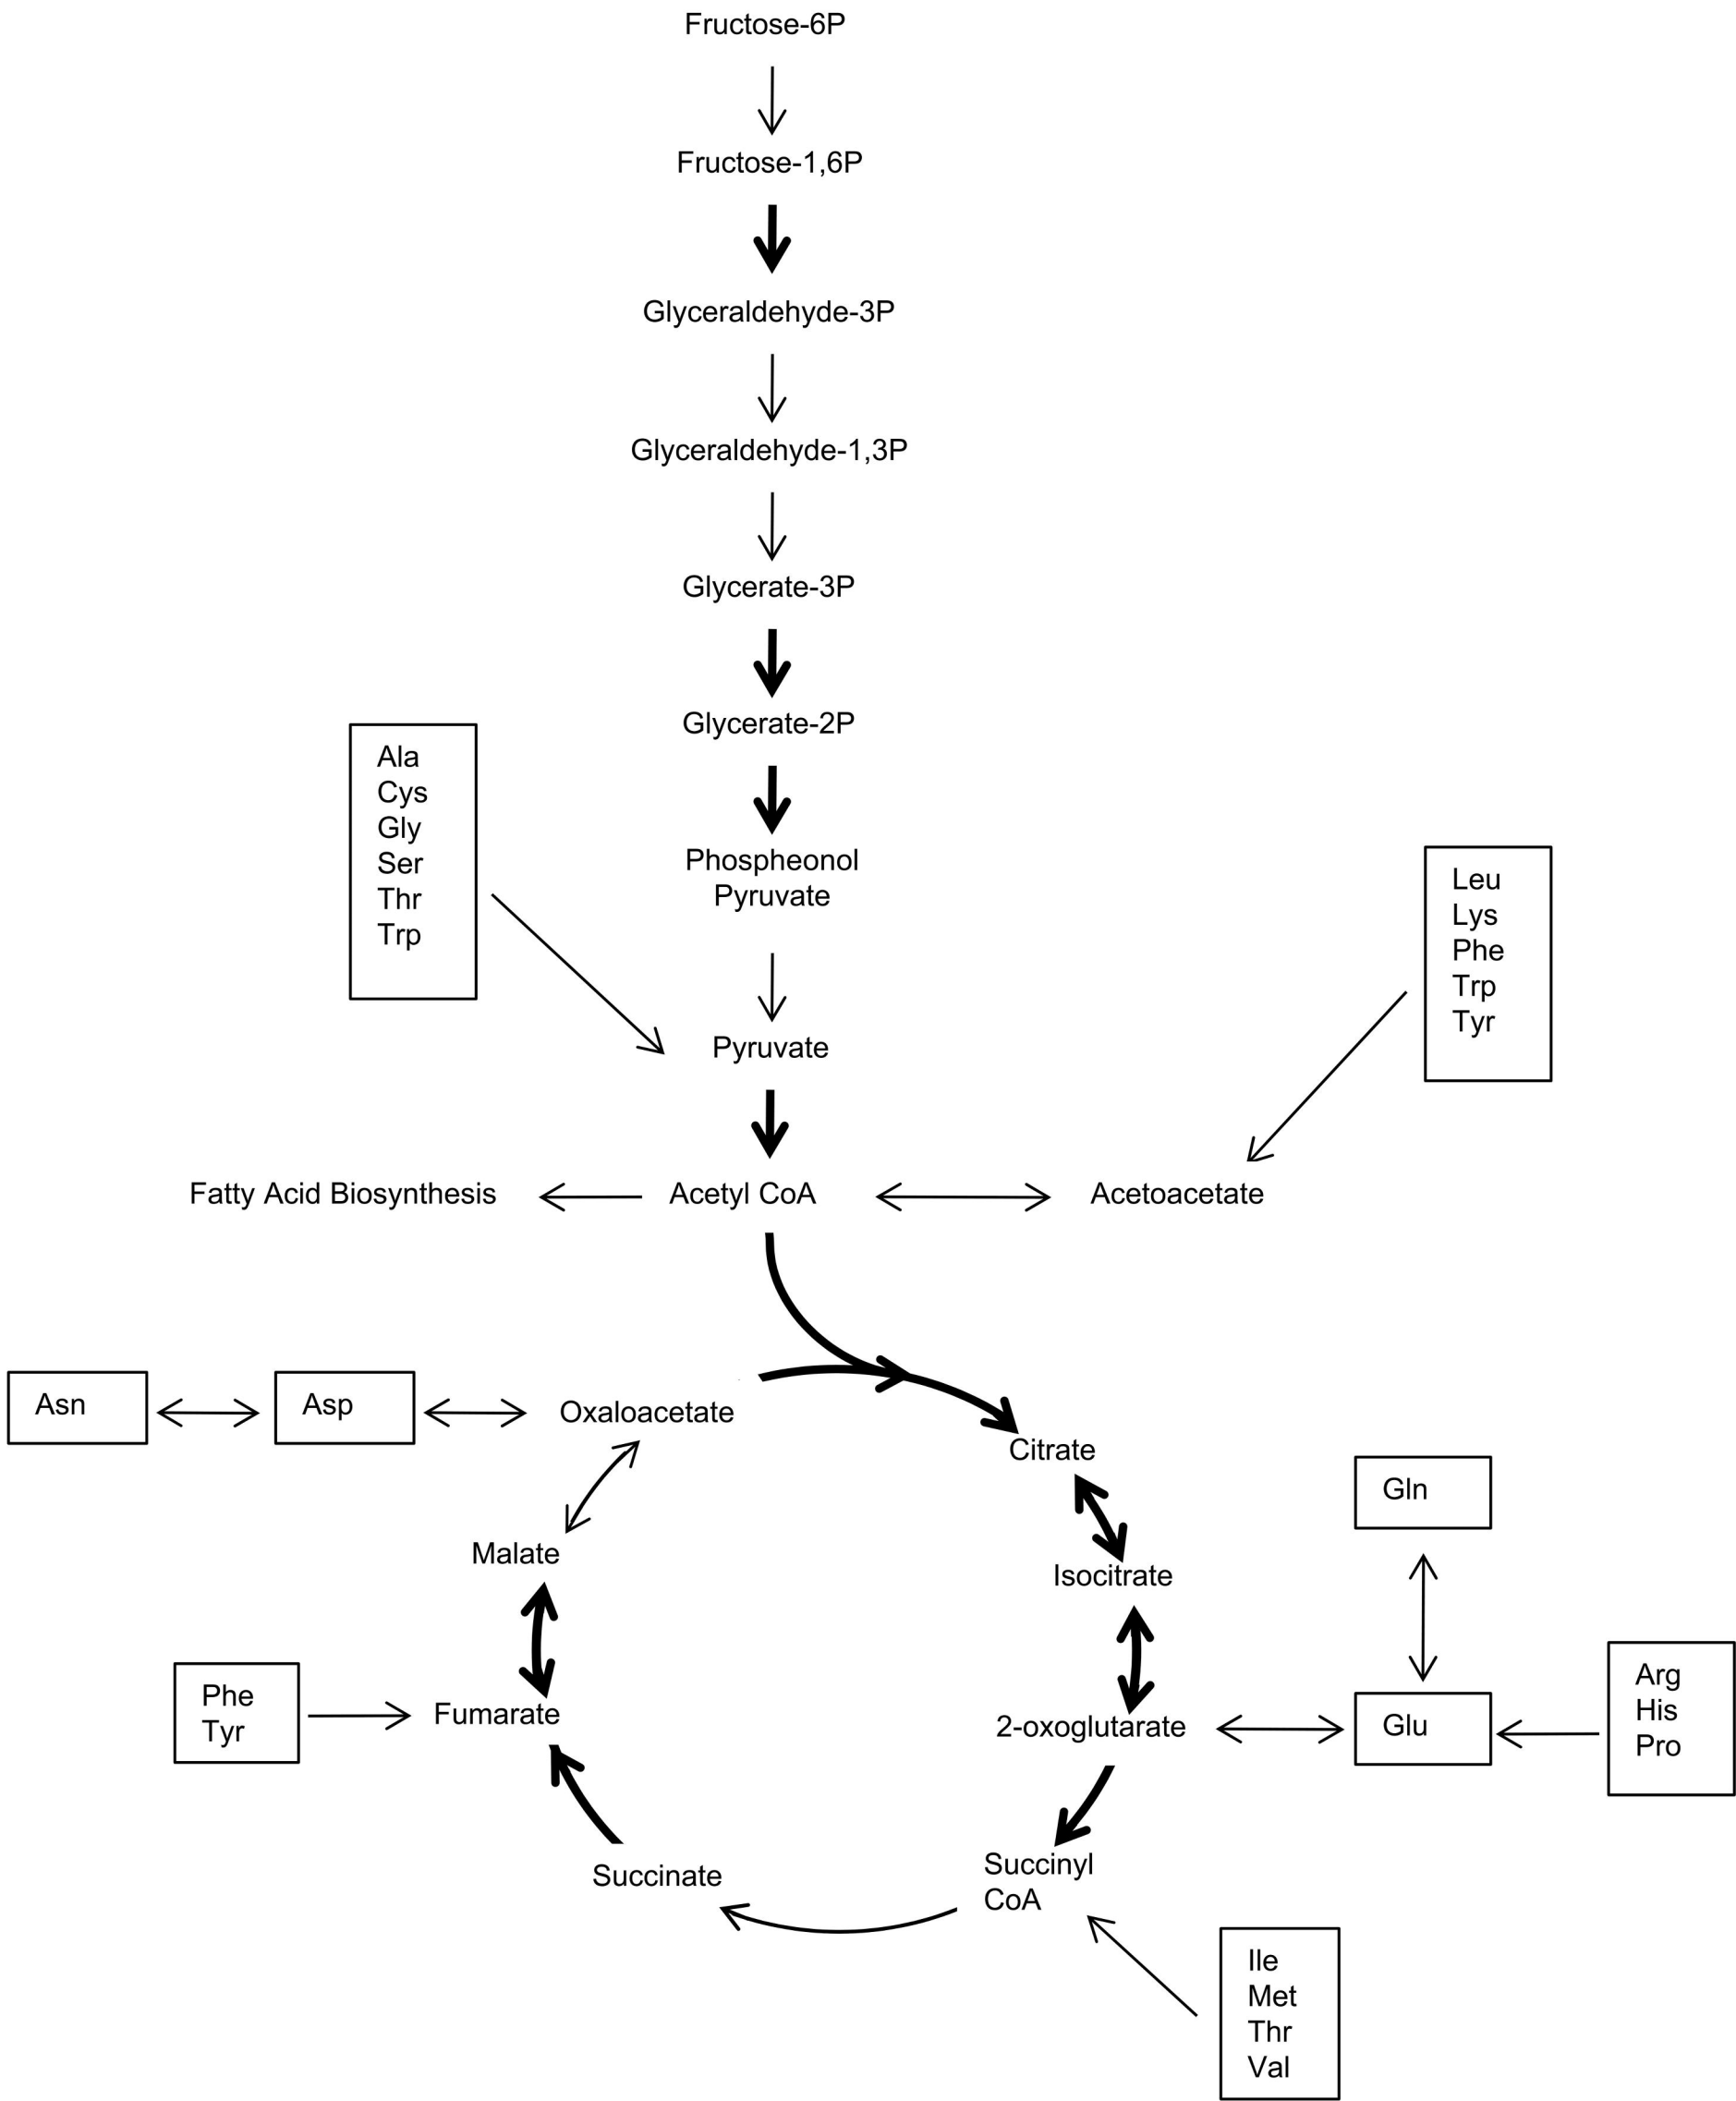 Fructose-6P
Fructose-1,6P
Glyceraldehyde-3P
Glyceraldehyde-1,3P
Glycerate-3P
Glycerate-2P
Ala
Cys
Gly
Ser
Thr
Trp
Phospheonol
Pyruvate
Leu
Lys
Phe
Trp
Tyr
Pyruvate
Fatty Acid Biosynthesis
Acetyl CoA
Acetoacetate
Asn
Asp
Oxaloacetate
Citrate
Gln
Malate
Isocitrate
Phe
Tyr
Fumarate
2-oxoglutarate
Glu
Arg
His
Pro
Succinate
Succinyl
CoA
Ile
Met
Thr
Val